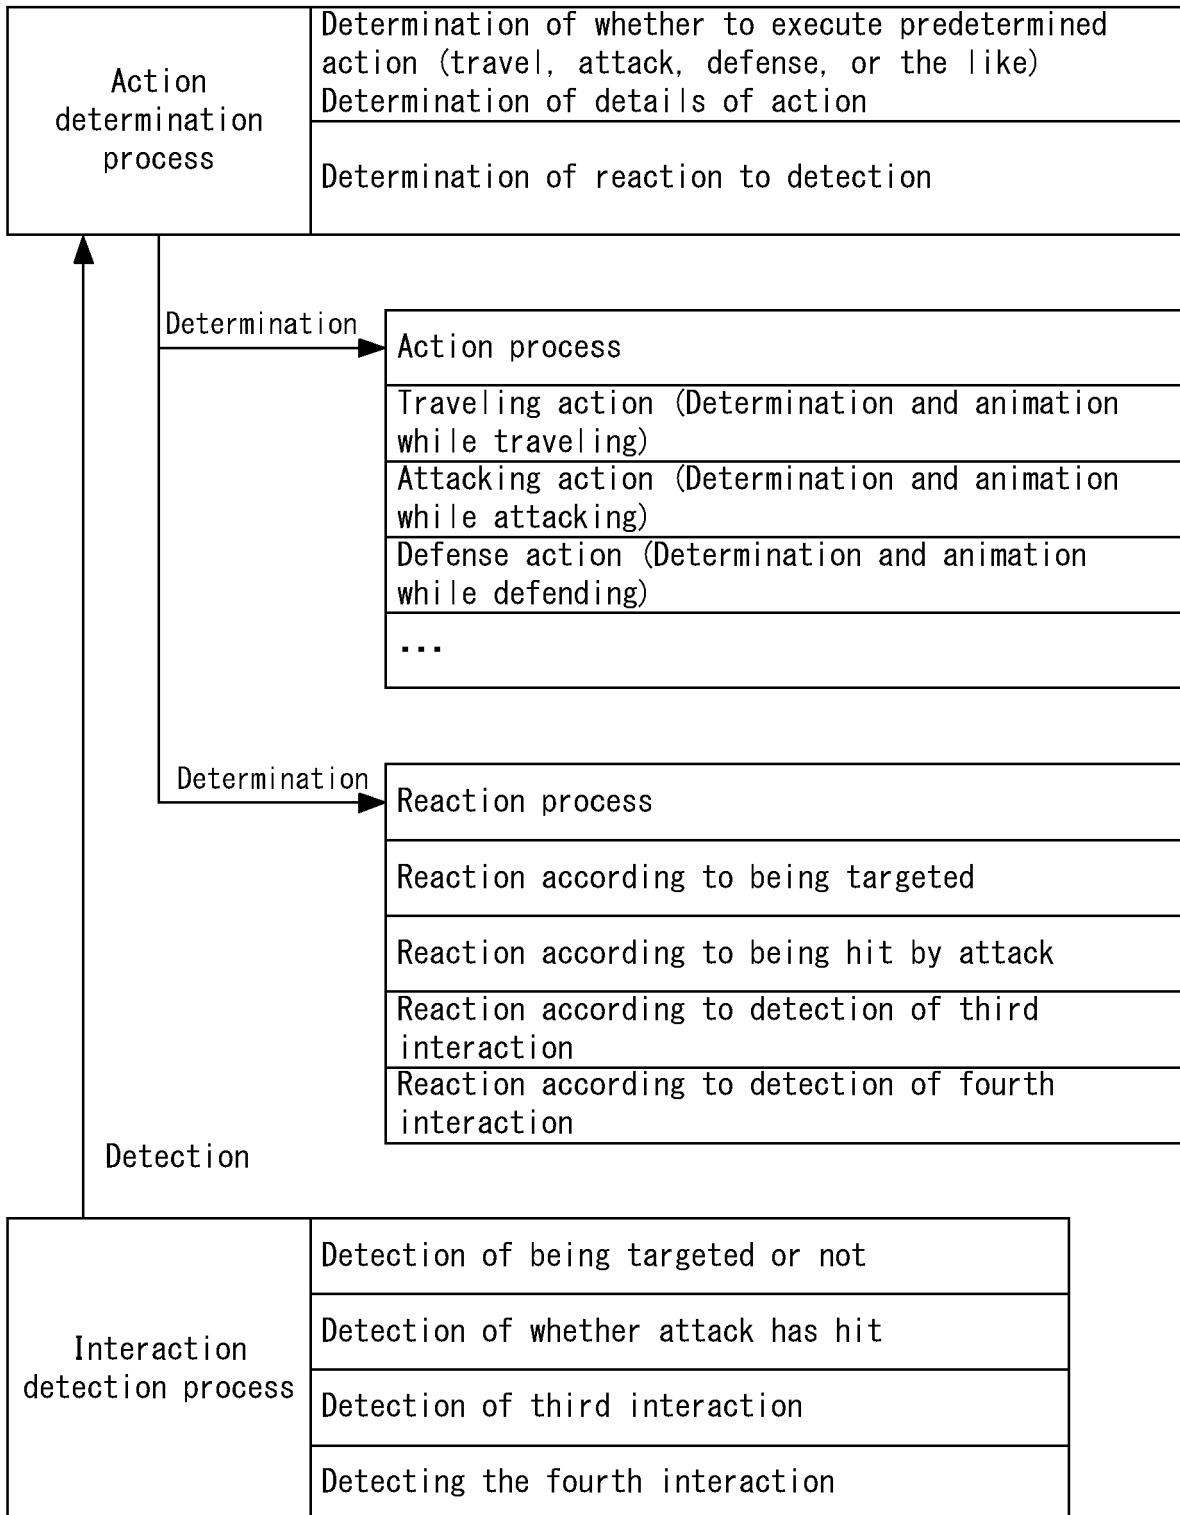 Action
determination
process
Determination of whether to execute predetermined
action (travel, attack, defense, or the like)
Determination of details of action
Determination of reaction to detection
Determination
Action process
Traveling action (Determination and animation
while traveling)
Attacking action (Determination and animation
while attacking)
Defense action (Determination and animation
while defending)
...
Determination
Reaction process
Reaction according to being targeted
Reaction according to being hit by attack
Reaction according to detection of third
interaction
Reaction according to detection of fourth
interaction
Detection
Interaction
detection process
Detection of being targeted or not
Detection of whether attack has hit
Detection of third interaction
Detecting the fourth interaction